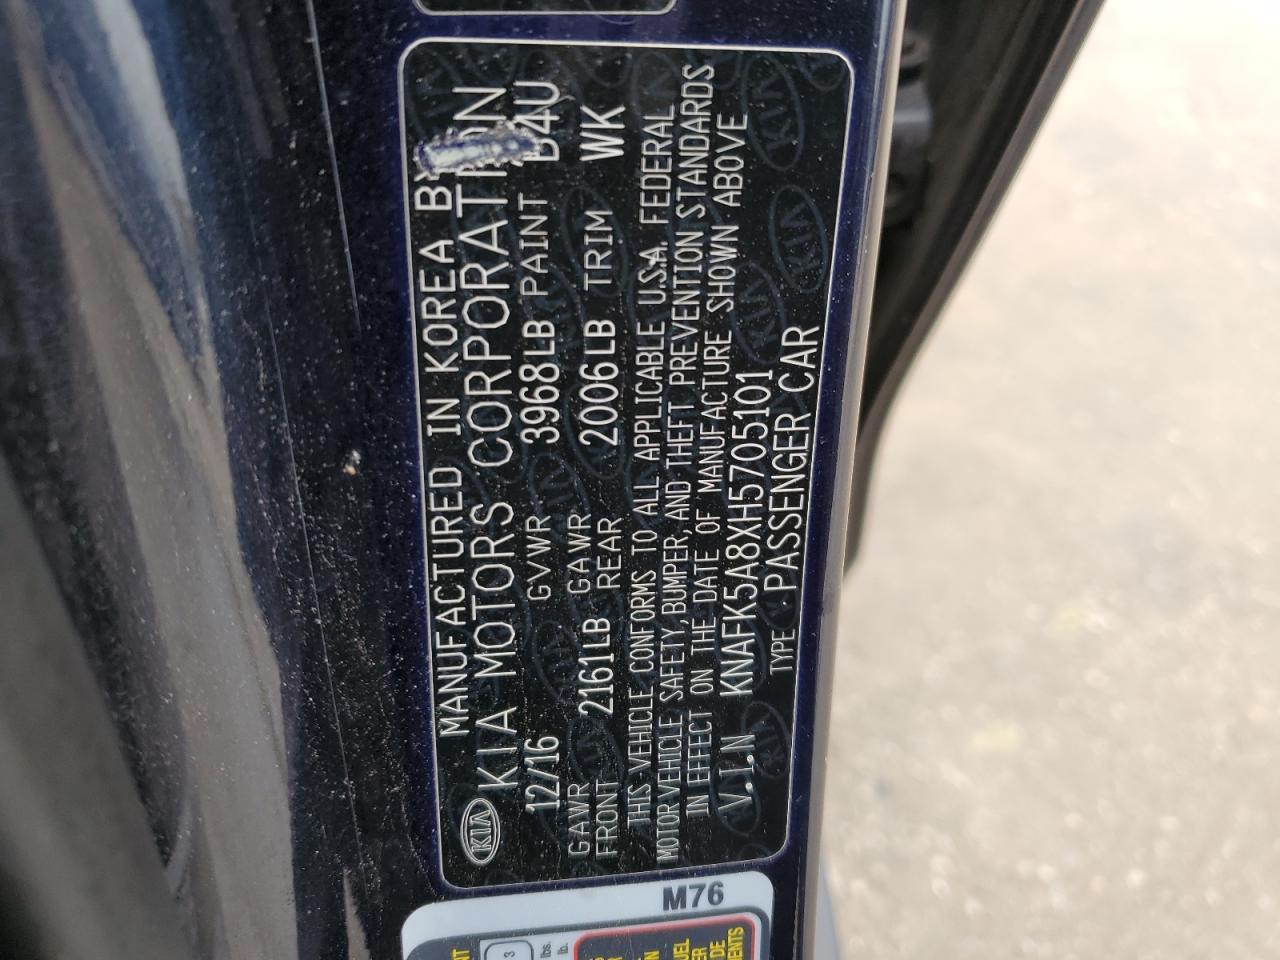 MANUFACTURED IN KOREA BY
KIA KIA MOTORS CORPORATION
12/16 GVWR 3968LB PAINT D4U
GAWR FRONT 2161LB GAWR REAR 2006LB TRIM WK
THIS VEHICLE CONFORMS TO ALL APPLICABLE U.S.A. FEDERAL
MOTOR VEHICLE SAFETY, BUMPER, AND THEFT PREVENTION STANDARDS
IN EFFECT ON THE DATE OF MANUFACTURE SHOWN ABOVE
V.I.N KNAFK5A8XH5705101
TYPE : PASSENGER CAR
M76